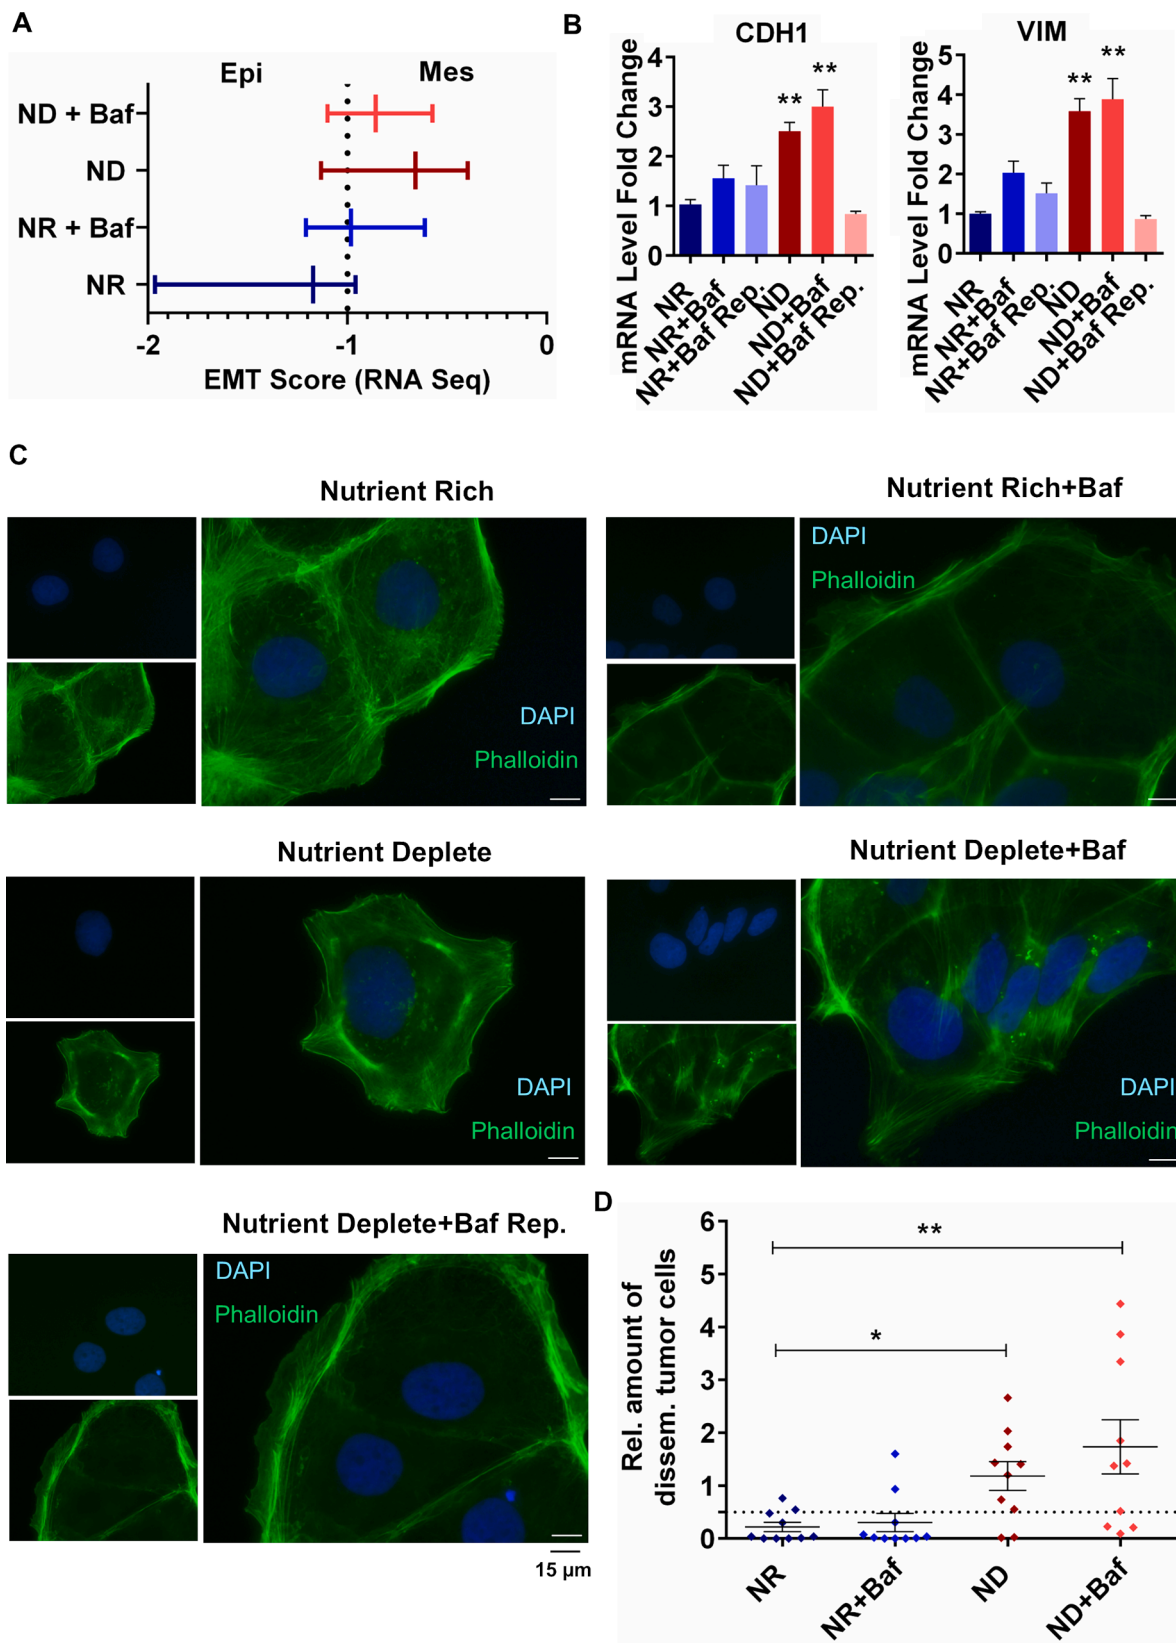 A
Epi
Mes
ND + Baf
ND
NR + Baf
NR
-2
-1
0
EMT Score (RNA Seq)
B
CDH1
mRNA Level Fold Change
4
3
2
1
0
**
**
NR
NR+Baf
NR+Baf Rep.
ND
ND+Baf
ND+Baf Rep.
VIM
mRNA Level Fold Change
5
4
3
2
1
0
**
**
NR
NR+Baf
NR+Baf Rep.
ND
ND+Baf
ND+Baf Rep.
C
Nutrient Rich
DAPI
Phalloidin
Nutrient Rich+Baf
DAPI
Phalloidin
Nutrient Deplete
DAPI
Phalloidin
Nutrient Deplete+Baf
DAPI
Phalloidin
Nutrient Deplete+Baf Rep.
DAPI
Phalloidin
15 µm
D
Rel. amount of
dissem. tumor cells
6
5
4
3
2
1
0
**
*
NR
NR+Baf
ND
ND+Baf